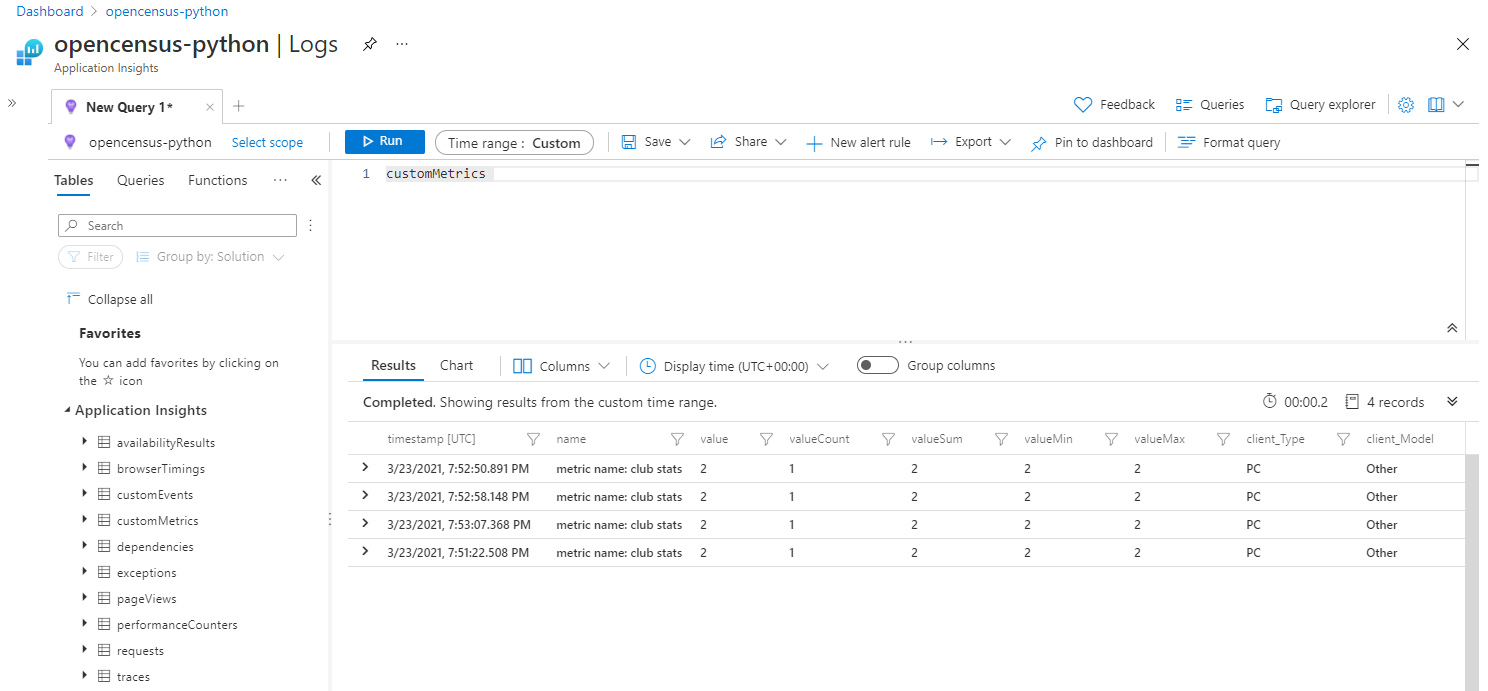 Dashboard > opencensus-python
opencensus-python | Logs ...
Application Insights
New Query 1*
Feedback Queries Query explorer
opencensus-python Select scope Run Time range : Custom Save Share New alert rule Export Pin to dashboard Format query
Tables Queries Functions ...
1 customMetrics
Search
Filter Group by: Solution
Collapse all
Favorites
You can add favorites by clicking on
the ☆ icon
Application Insights
availabilityResults
browserTimings
customEvents
customMetrics
dependencies
exceptions
pageViews
performanceCounters
requests
traces
Results Chart Columns Display time (UTC+00:00) Group columns
Completed. Showing results from the custom time range. 00:00.2 4 records
timestamp [UTC] name value valueCount valueSum valueMin valueMax client_Type client_Model
3/23/2021, 7:52:50.891 PM metric name: club stats 2 1 2 2 2 PC Other
3/23/2021, 7:52:58.148 PM metric name: club stats 2 1 2 2 2 PC Other
3/23/2021, 7:53:07.368 PM metric name: club stats 2 1 2 2 2 PC Other
3/23/2021, 7:51:22.508 PM metric name: club stats 2 1 2 2 2 PC Other